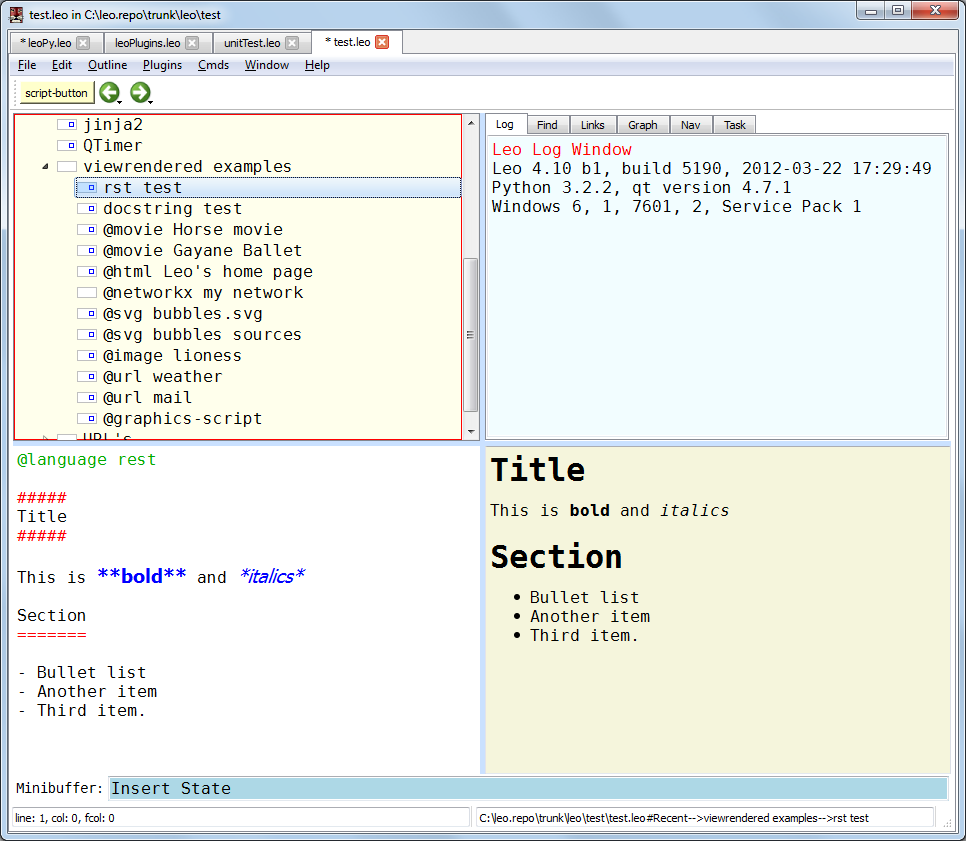 test.leo in C:\leo.repo\trunk\leo\test
* leoPy.leo leoPlugins.leo unitTest.leo * test.leo
File Edit Outline Plugins Cmds Window Help
script-button
jinja2
QTimer
viewrendered examples
rst test
docstring test
@movie Horse movie
@movie Gayane Ballet
@html Leo's home page
@networkx my network
@svg bubbles.svg
@svg bubbles sources
@image lioness
@url weather
@url mail
@graphics-script
URL's
Log Find Links Graph Nav Task
Leo Log Window
Leo 4.10 b1, build 5190, 2012-03-22 17:29:49
Python 3.2.2, qt version 4.7.1
Windows 6, 1, 7601, 2, Service Pack 1
@language rest
#####
Title
#####
This is **bold** and *italics*
Section
=======
- Bullet list
- Another item
- Third item.
Title
This is bold and italics
Section
• Bullet list
• Another item
• Third item.
Minibuffer: Insert State
line: 1, col: 0, fcol: 0
C:\leo.repo\trunk\leo\test\test.leo#Recent-->viewrendered examples-->rst test